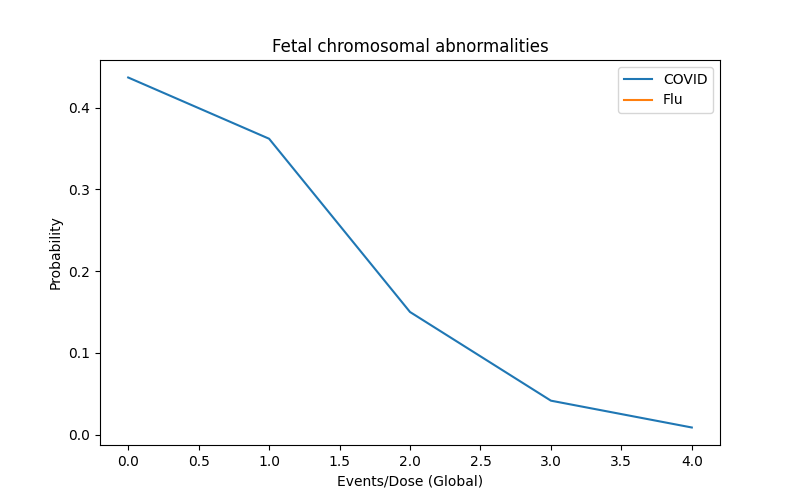 Fetal chromosomal abnormalities
COVID
Flu
Probability
0.4
0.3
0.2
0.1
0.0
0.0 0.5 1.0 1.5 2.0 2.5 3.0 3.5 4.0
Events/Dose (Global)